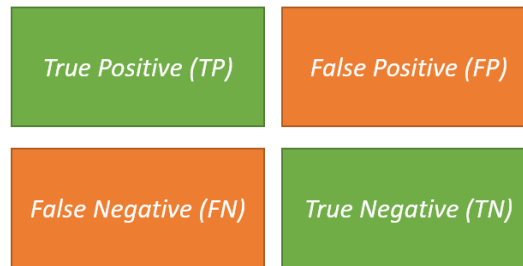 True Positive (TP)
False Positive (FP)
False Negative (FN)
True Negative (TN)